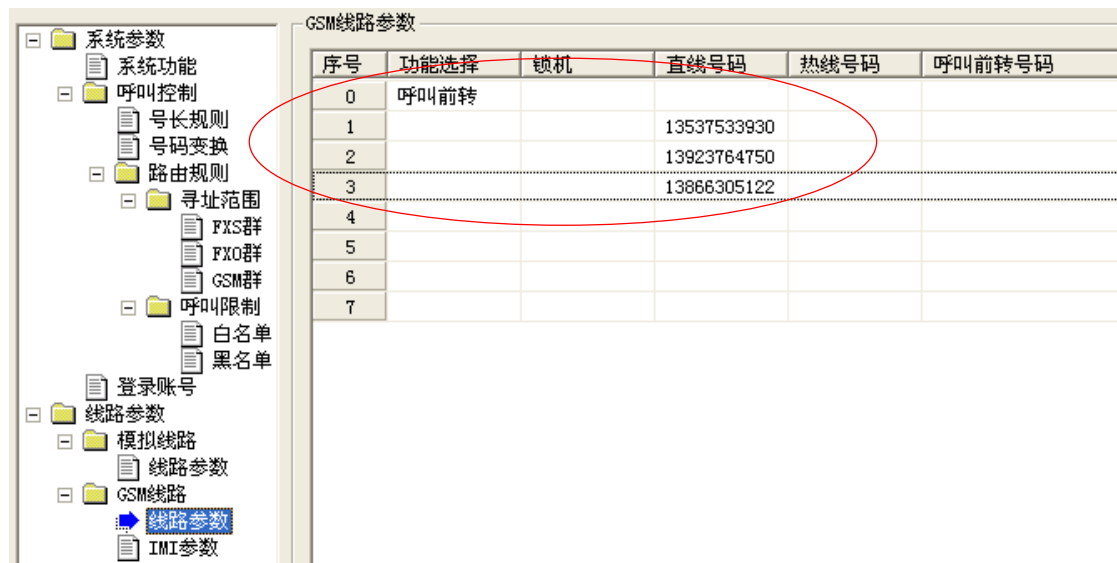 系统参数
系统功能
呼叫控制
号长规则
号码变换
路由规则
寻址范围
FXS群
FXO群
GSM群
呼叫限制
白名单
黑名单
登录账号
线路参数
模拟线路
线路参数
GSM线路
线路参数
IMI参数
GSM线路参数
序号 功能选择 锁机 直线号码 热线号码 呼叫前转号码
0 呼叫前转
1 13537533930
2 13923764750
3 13866305122
4
5
6
7